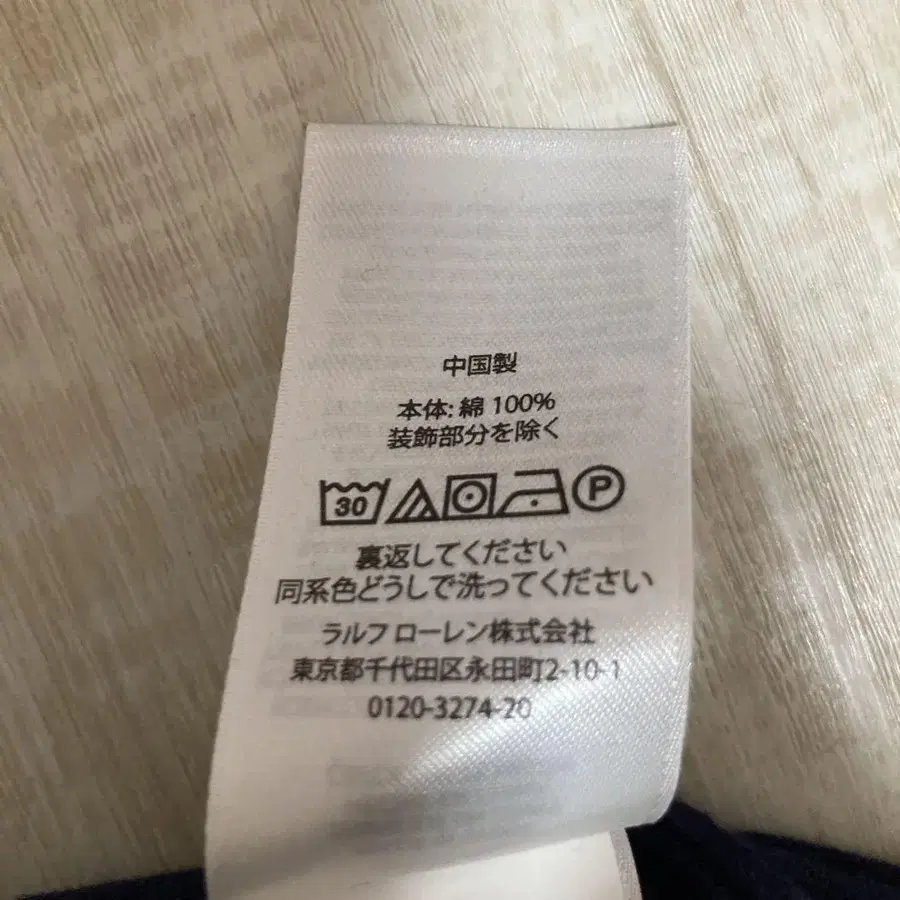 中国製
本体: 綿 100%
装飾部分を除く
30 P
裏返してください
同系色どうしで洗ってください
ラルフ ローレン株式会社
東京都千代田区永田町2-10-1
0120-3274-20